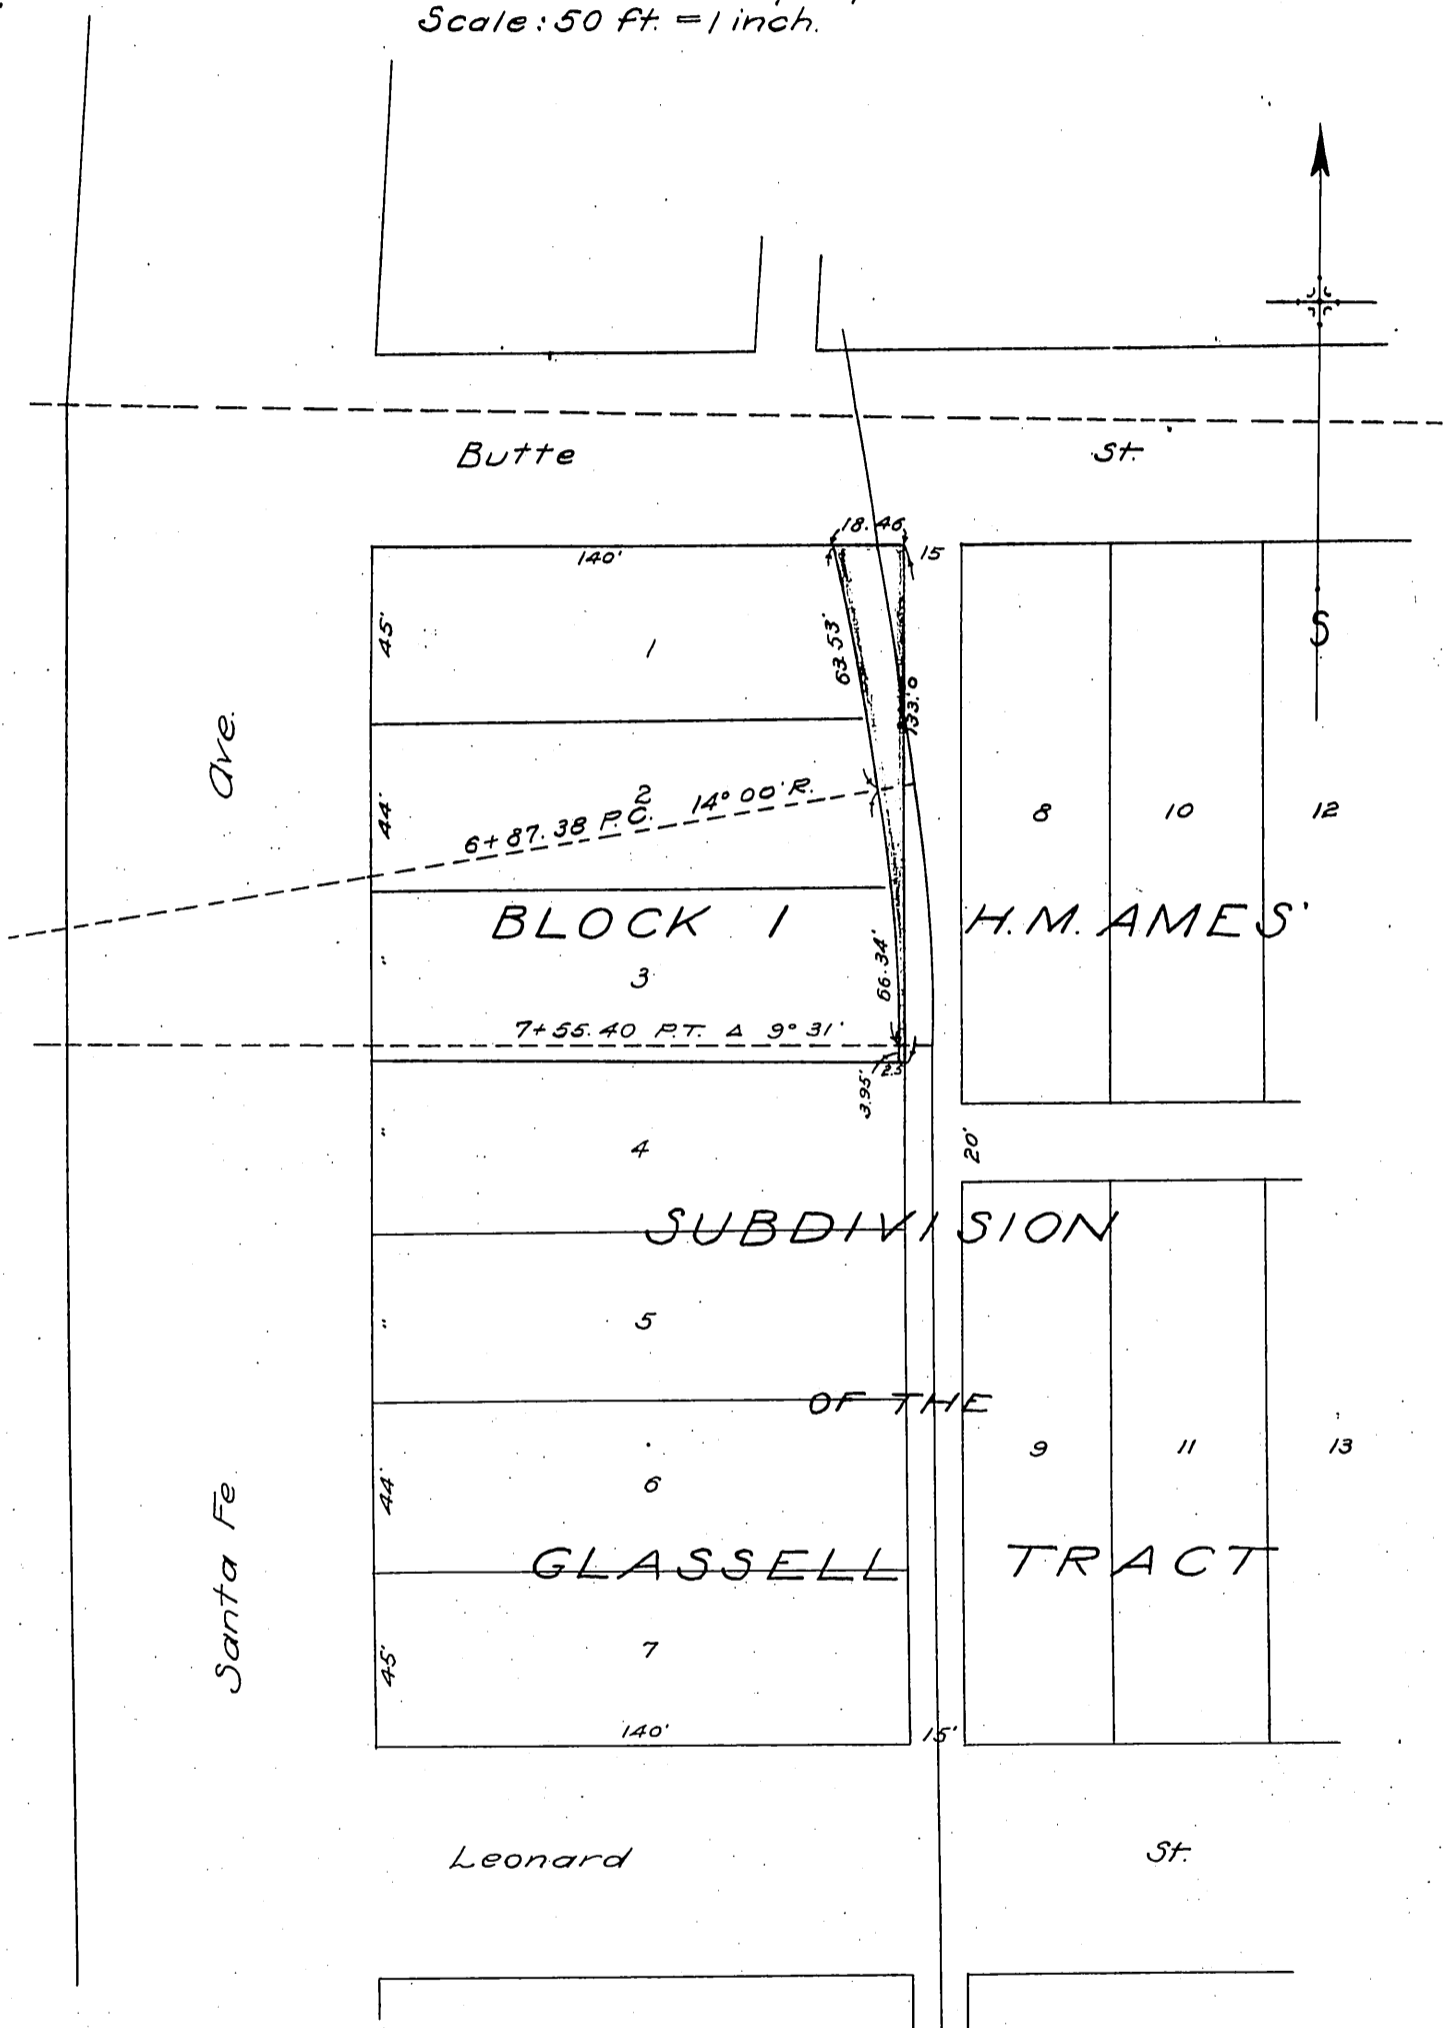 Scale: 50 ft. = 1 inch.
Butte St.
18.46
140'
15
45'
1
63.53'
133.'0
S
Ave.
2
44'
6+87.38 P.C. 14° 00' R.
8
10
12
BLOCK 1
H.M. AMES'
"
3
66.34'
7+55.40 P.T. Δ 9° 31'
2.3
3.95'
"
4
20'
SUBDIVISION
"
5
OF THE
44'
6
9
11
13
Santa Fe
GLASSELL TRACT
45'
7
140'
15'
Leonard St.